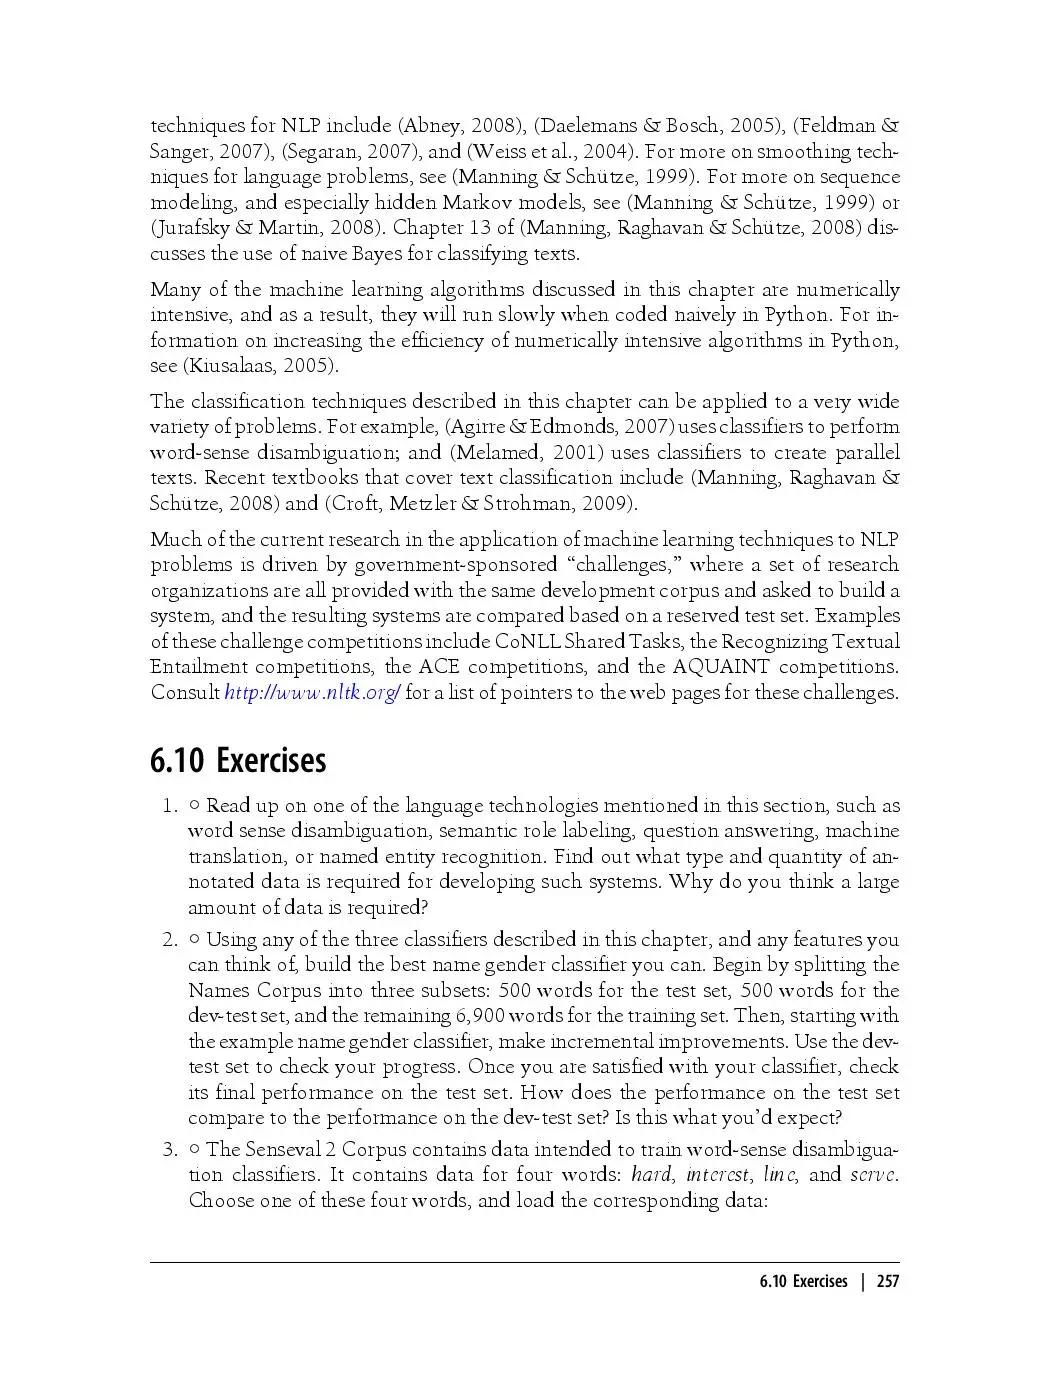 techniques for NLP include (Abney, 2008), (Daelemans & Bosch, 2005), (Feldman &
Sanger, 2007), (Segaran, 2007), and (Weiss et al., 2004). For more on smoothing tech-
niques for language problems, see (Manning & Schütze, 1999). For more on sequence
modeling, and especially hidden Markov models, see (Manning & Schütze, 1999) or
(Jurafsky & Martin, 2008). Chapter 13 of (Manning, Raghavan & Schütze, 2008) dis-
cusses the use of naive Bayes for classifying texts.
Many of the machine learning algorithms discussed in this chapter are numerically
intensive, and as a result, they will run slowly when coded naively in Python. For in-
formation on increasing the efficiency of numerically intensive algorithms in Python,
see (Kiusalaas, 2005).
The classification techniques described in this chapter can be applied to a very wide
variety of problems. For example, (Agirre & Edmonds, 2007) uses classifiers to perform
word-sense disambiguation; and (Melamed, 2001) uses classifiers to create parallel
texts. Recent textbooks that cover text classification include (Manning, Raghavan &
Schütze, 2008) and (Croft, Metzler & Strohman, 2009).
Much of the current research in the application of machine learning techniques to NLP
problems is driven by government-sponsored “challenges,” where a set of research
organizations are all provided with the same development corpus and asked to build a
system, and the resulting systems are compared based on a reserved test set. Examples
of these challenge competitions include CoNLL Shared Tasks, the Recognizing Textual
Entailment competitions, the ACE competitions, and the AQUAINT competitions.
Consult http://www.nltk.org/ for a list of pointers to the web pages for these challenges.
6.10 Exercises
1. ○ Read up on one of the language technologies mentioned in this section, such as
word sense disambiguation, semantic role labeling, question answering, machine
translation, or named entity recognition. Find out what type and quantity of an-
notated data is required for developing such systems. Why do you think a large
amount of data is required?
2. ○ Using any of the three classifiers described in this chapter, and any features you
can think of, build the best name gender classifier you can. Begin by splitting the
Names Corpus into three subsets: 500 words for the test set, 500 words for the
dev-test set, and the remaining 6,900 words for the training set. Then, starting with
the example name gender classifier, make incremental improvements. Use the dev-
test set to check your progress. Once you are satisfied with your classifier, check
its final performance on the test set. How does the performance on the test set
compare to the performance on the dev-test set? Is this what you’d expect?
3. ○ The Senseval 2 Corpus contains data intended to train word-sense disambigua-
tion classifiers. It contains data for four words: hard, interest, line, and serve.
Choose one of these four words, and load the corresponding data:
6.10 Exercises | 257